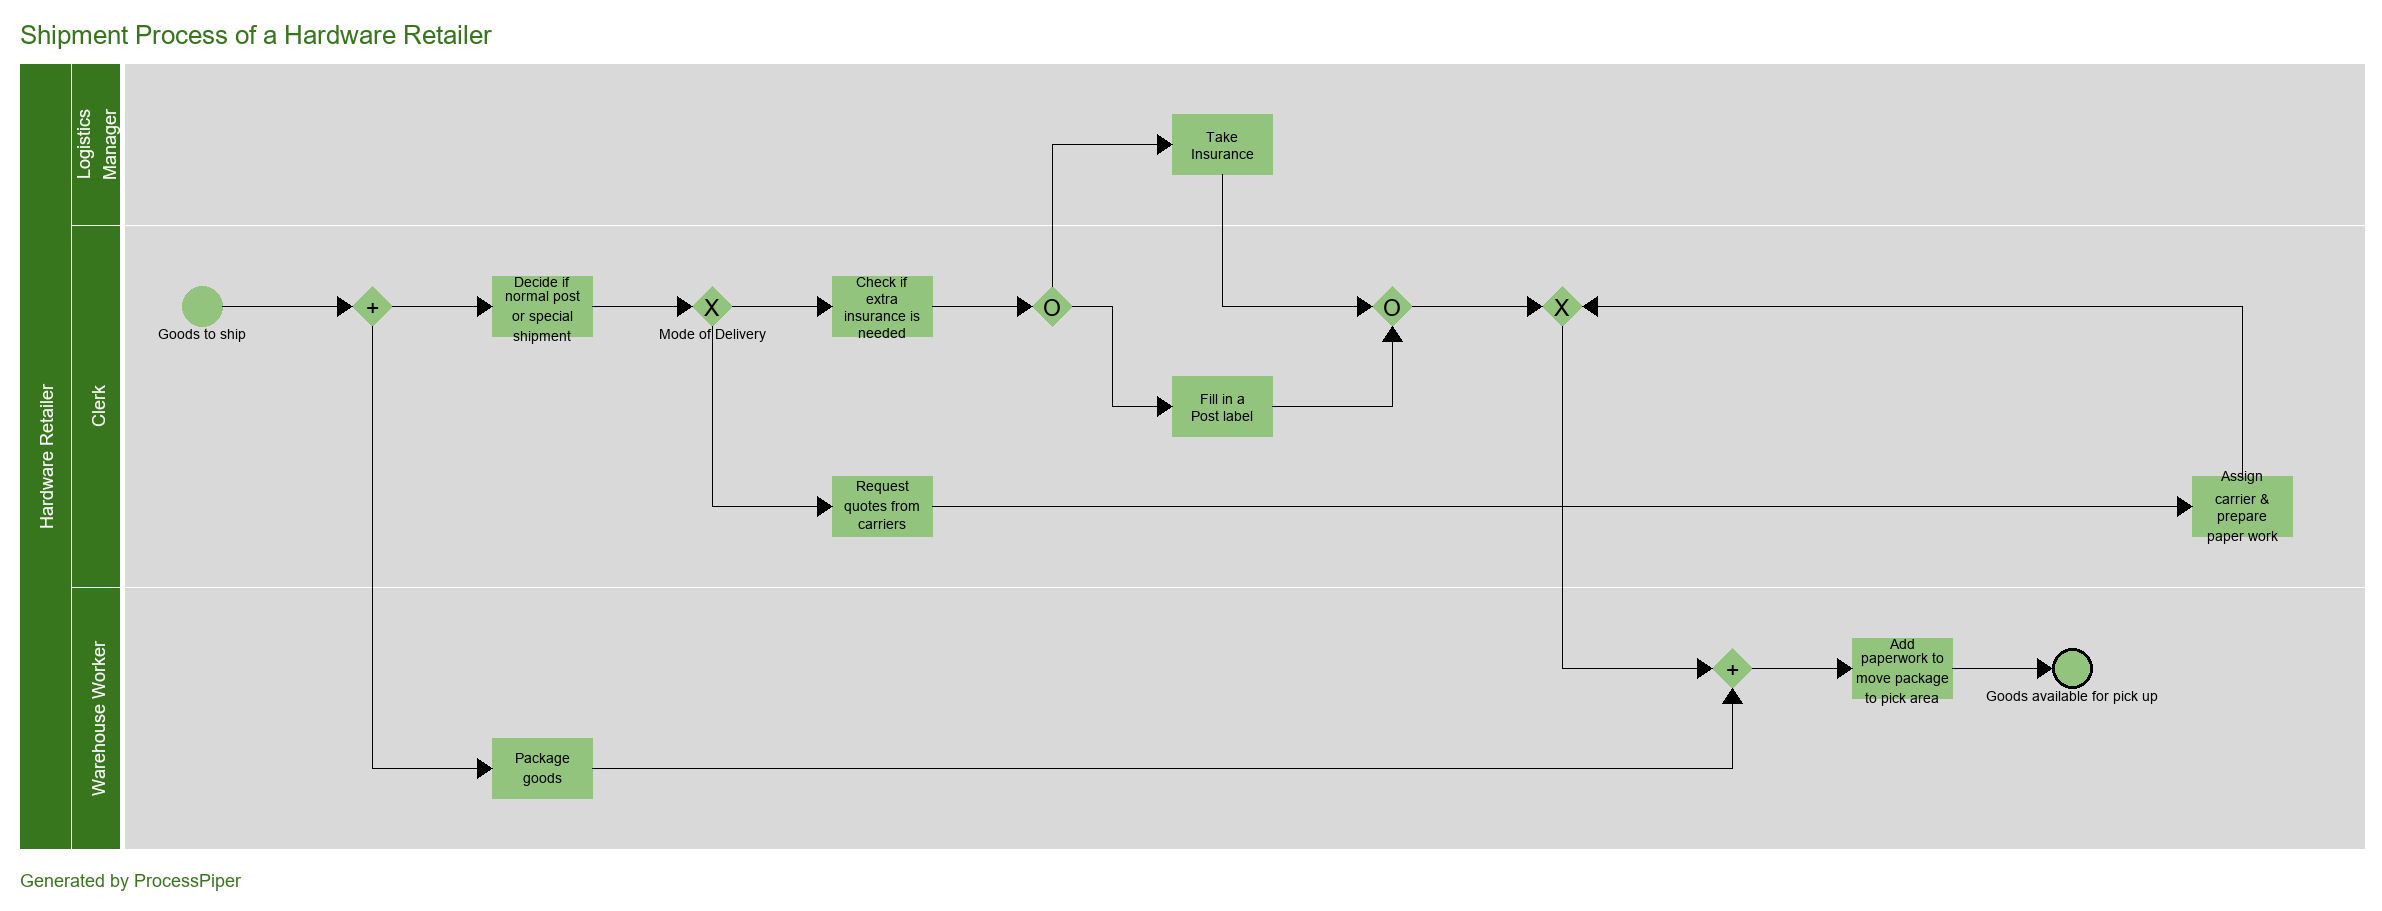 Shipment Process of a Hardware Retailer
Hardware Retailer
Logistics
Manager
Take
Insurance
Clerk
Goods to ship
+
Decide if
normal post
or special
shipment
X
Mode of Delivery
Check if
extra
insurance is
needed
O
O
X
Fill in a
Post label
Request
quotes from
carriers
Assign
carrier &
prepare
paper work
Warehouse Worker
+
Add
paperwork to
move package
to pick area
Goods available for pick up
Package
goods
Generated by ProcessPiper